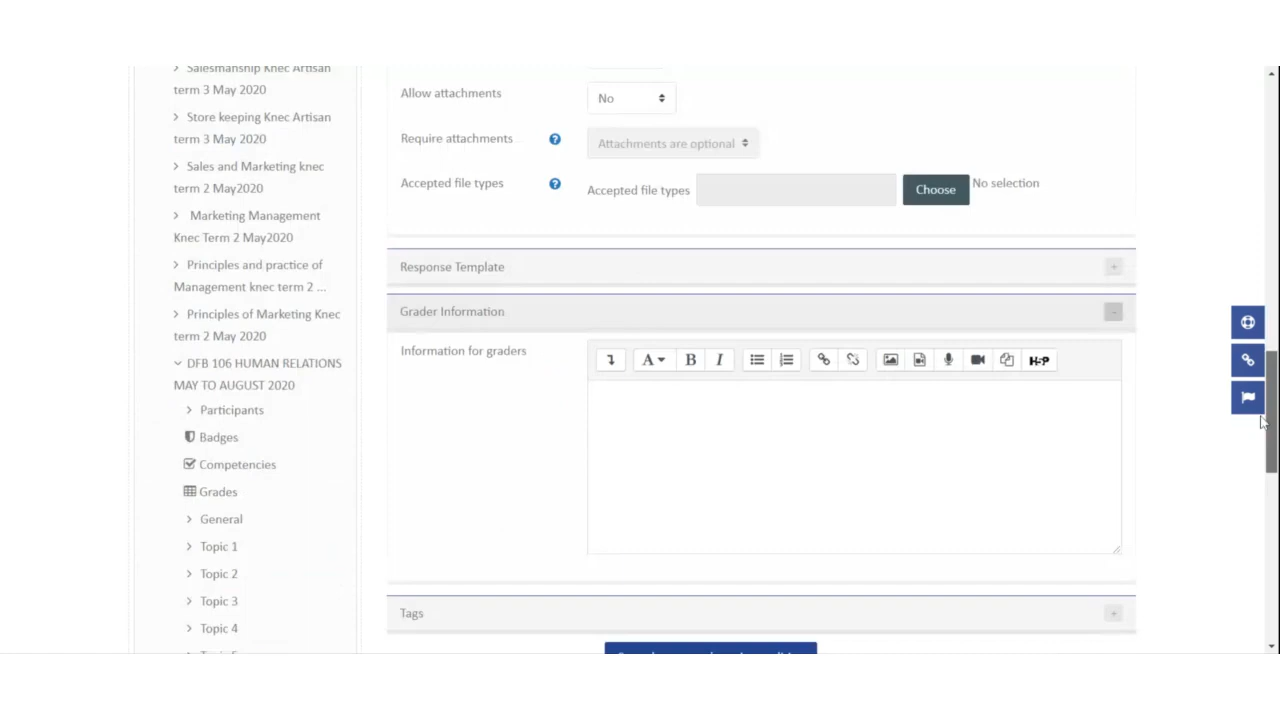 Salesmanship Knec Artisan
term 3 May 2020
Store keeping Knec Artisan
term 3 May 2020
Sales and Marketing knec
term 2 May2020
Marketing Management
Knec Term 2 May2020
Principles and practice of
Management knec term 2 ...
Principles of Marketing Knec
term 2 May 2020
DFB 106 HUMAN RELATIONS
MAY TO AUGUST 2020
Participants
Badges
Competencies
Grades
General
Topic 1
Topic 2
Topic 3
Topic 4
Allow attachments
No
Require attachments
Attachments are optional
Accepted file types
Accepted file types
Choose
No selection
Response Template
Grader Information
Information for graders
A B I
H-P
Tags